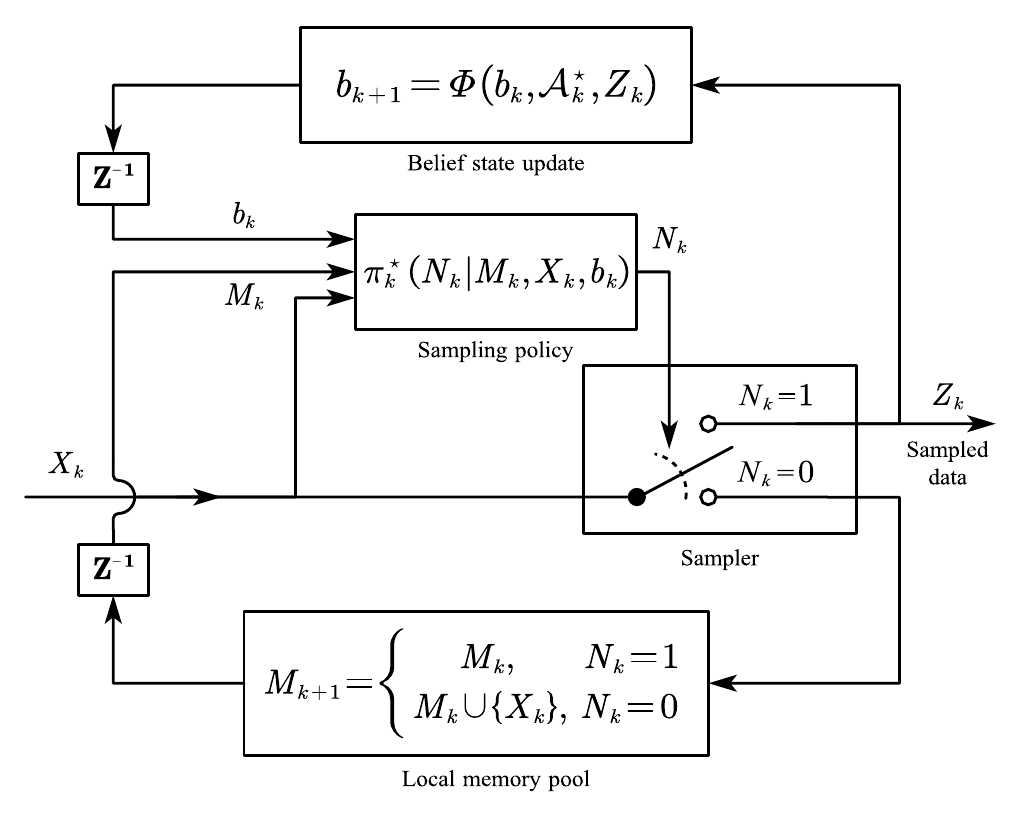 b_{k+1} = Φ(b_k, 𝒜_k^⋆, Z_k)
Belief state update
Z^{-1}
b_k
N_k
π_k^⋆(N_k|M_k, X_k, b_k)
M_k
Sampling policy
N_k=1
Z_k
Sampled
data
X_k
N_k=0
Sampler
Z^{-1}
M_{k+1} = { M_k, N_k=1
M_k ∪ {X_k}, N_k=0
Local memory pool